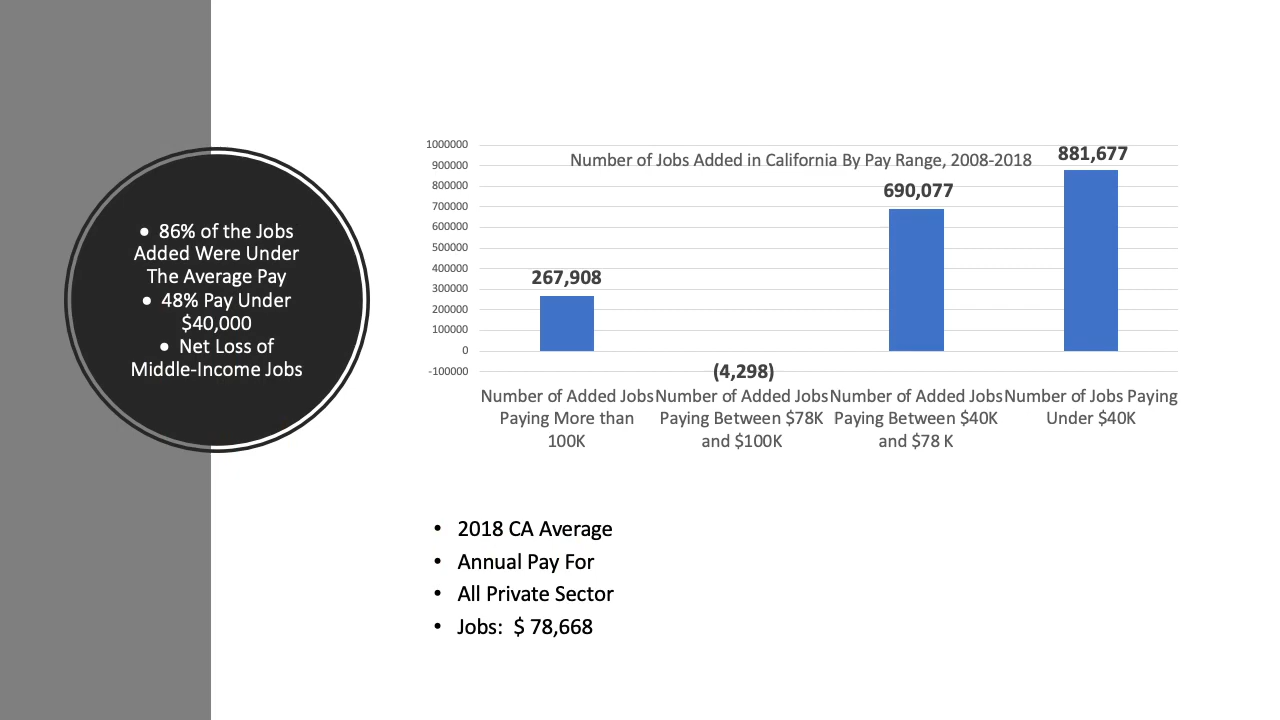 ● 86% of the Jobs
Added Were Under
The Average Pay
● 48% Pay Under
$40,000
● Net Loss of
Middle-Income Jobs
Number of Jobs Added in California By Pay Range, 2008-2018
1000000
900000
800000
700000
600000
500000
400000
300000
200000
100000
0
-100000
267,908
(4,298)
690,077
881,677
Number of Added Jobs
Paying More than
100K
Number of Added Jobs
Paying Between $78K
and $100K
Number of Added Jobs
Paying Between $40K
and $78 K
Number of Jobs Paying
Under $40K
• 2018 CA Average
• Annual Pay For
• All Private Sector
• Jobs: $ 78,668